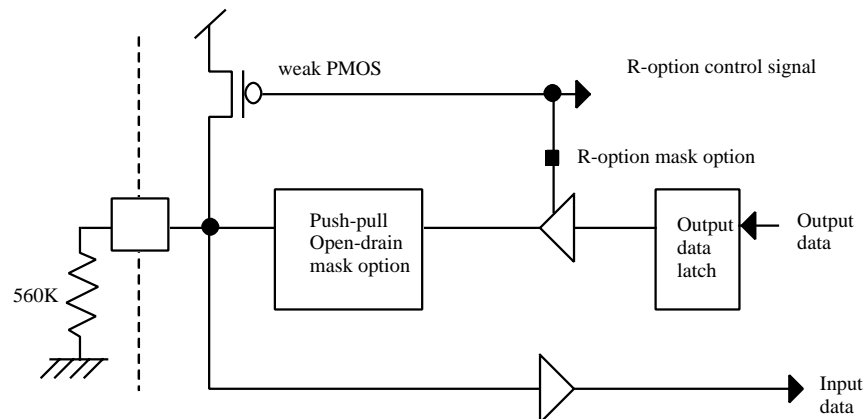 weak PMOS
R-option control signal
R-option mask option
Push-pull
Open-drain
mask option
Output
data
latch
Output
data
560K
Input
data